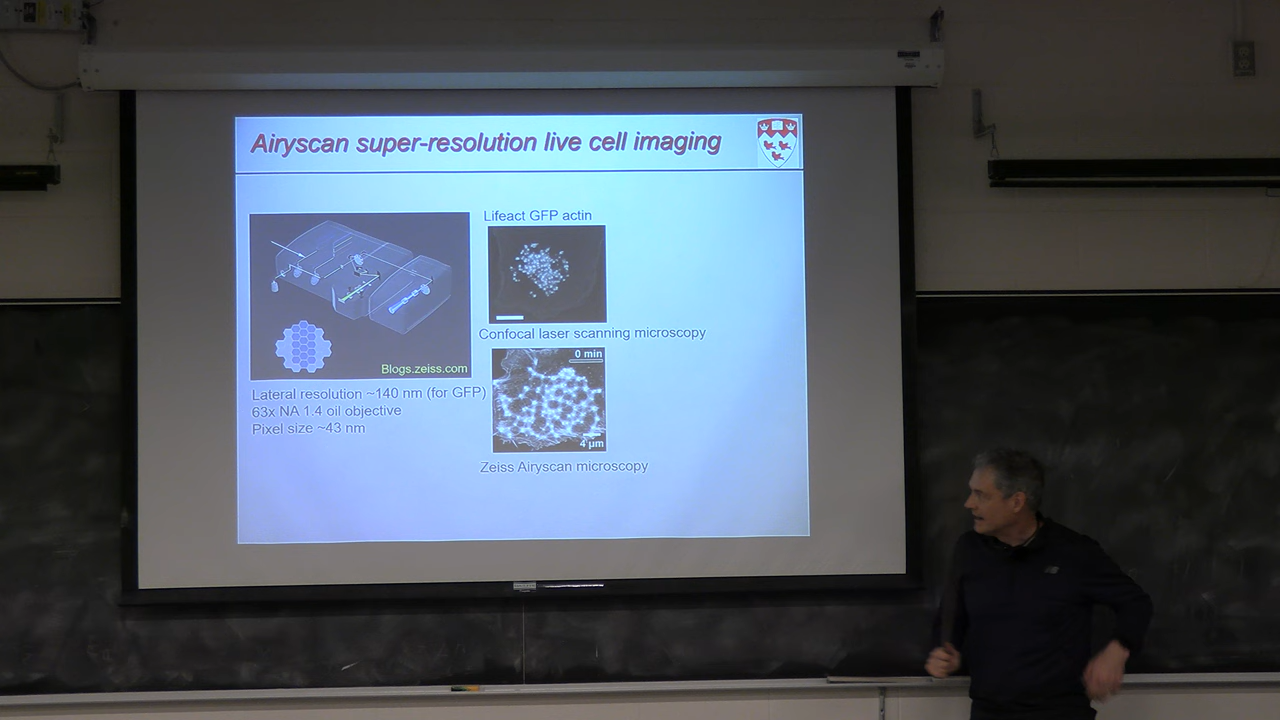 Airyscan super-resolution live cell imaging
Lifeact GFP actin
Confocal laser scanning microscopy
Blogs.zeiss.com
0 min
4 µm
Lateral resolution ~140 nm (for GFP)
63x NA 1.4 oil objective
Pixel size ~43 nm
Zeiss Airyscan microscopy